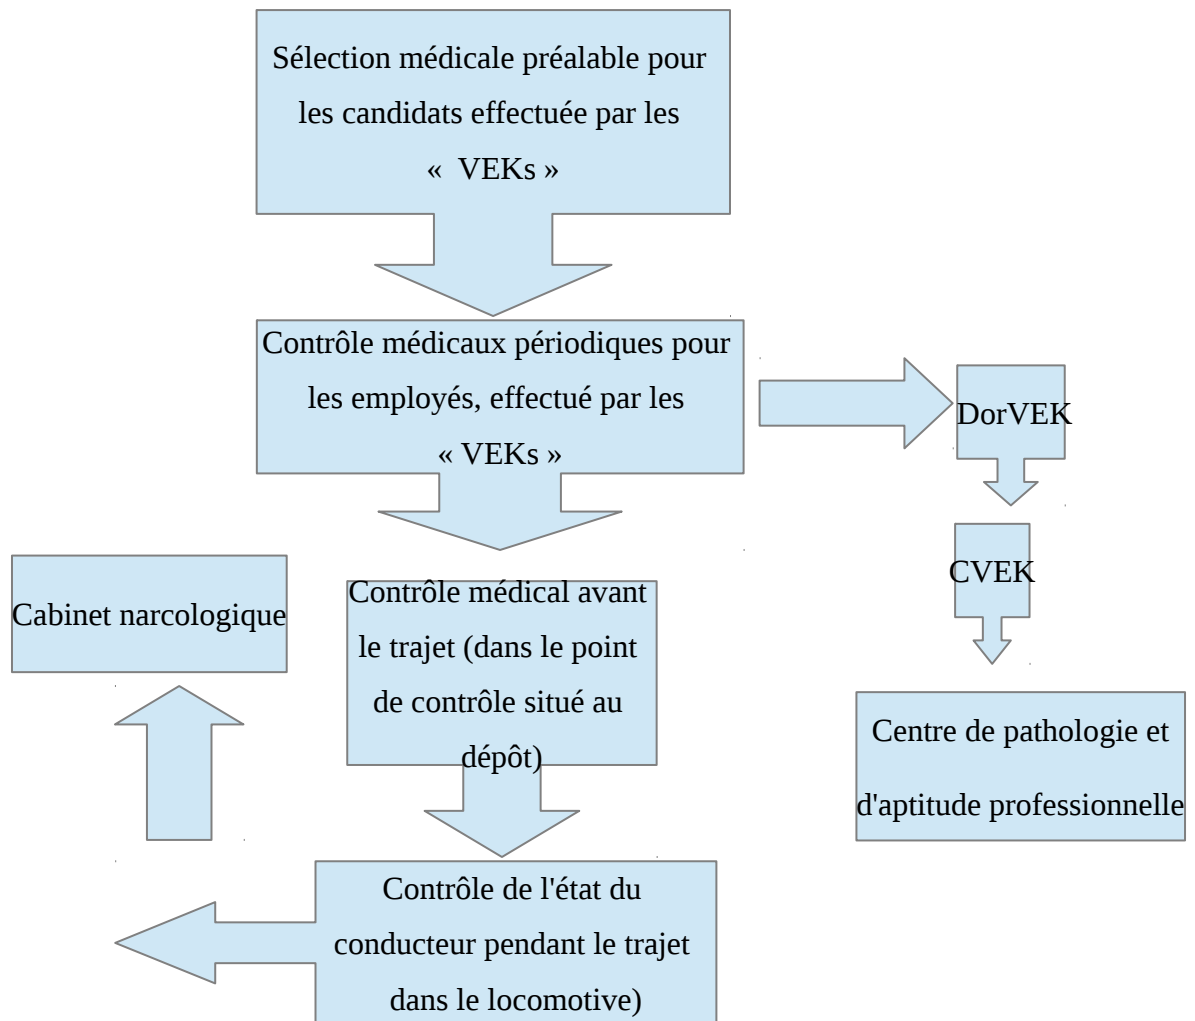 Sélection médicale préalable pour
les candidats effectuée par les
«  VEKs »
Contrôle médicaux périodiques pour
les employés, effectué par les
« VEKs »
DorVEK
CVEK
Centre de pathologie et
d'aptitude professionnelle
Contrôle médical avant
le trajet (dans le point
de contrôle situé au
dépôt)
Cabinet narcologique
Contrôle de l'état du
conducteur pendant le trajet
dans le locomotive)